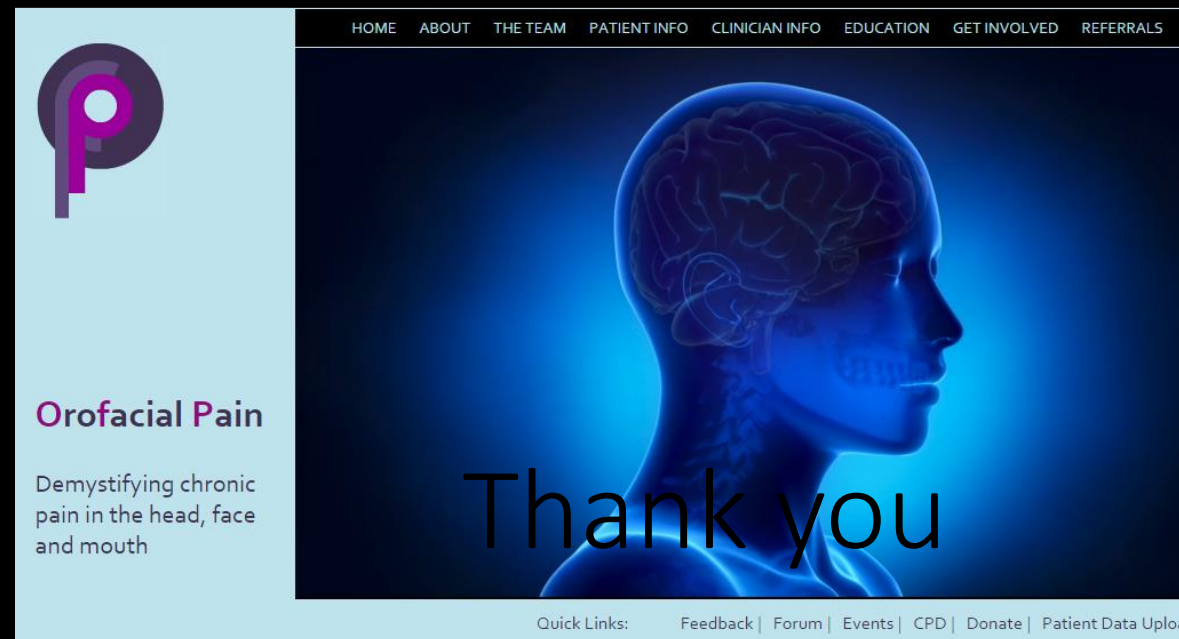 HOME ABOUT THE TEAM PATIENT INFO CLINICIAN INFO EDUCATION GET INVOLVED REFERRALS
Orofacial Pain
Demystifying chronic
pain in the head, face
and mouth
Thank you
Quick Links: Feedback | Forum | Events | CPD | Donate | Patient Data Uploa